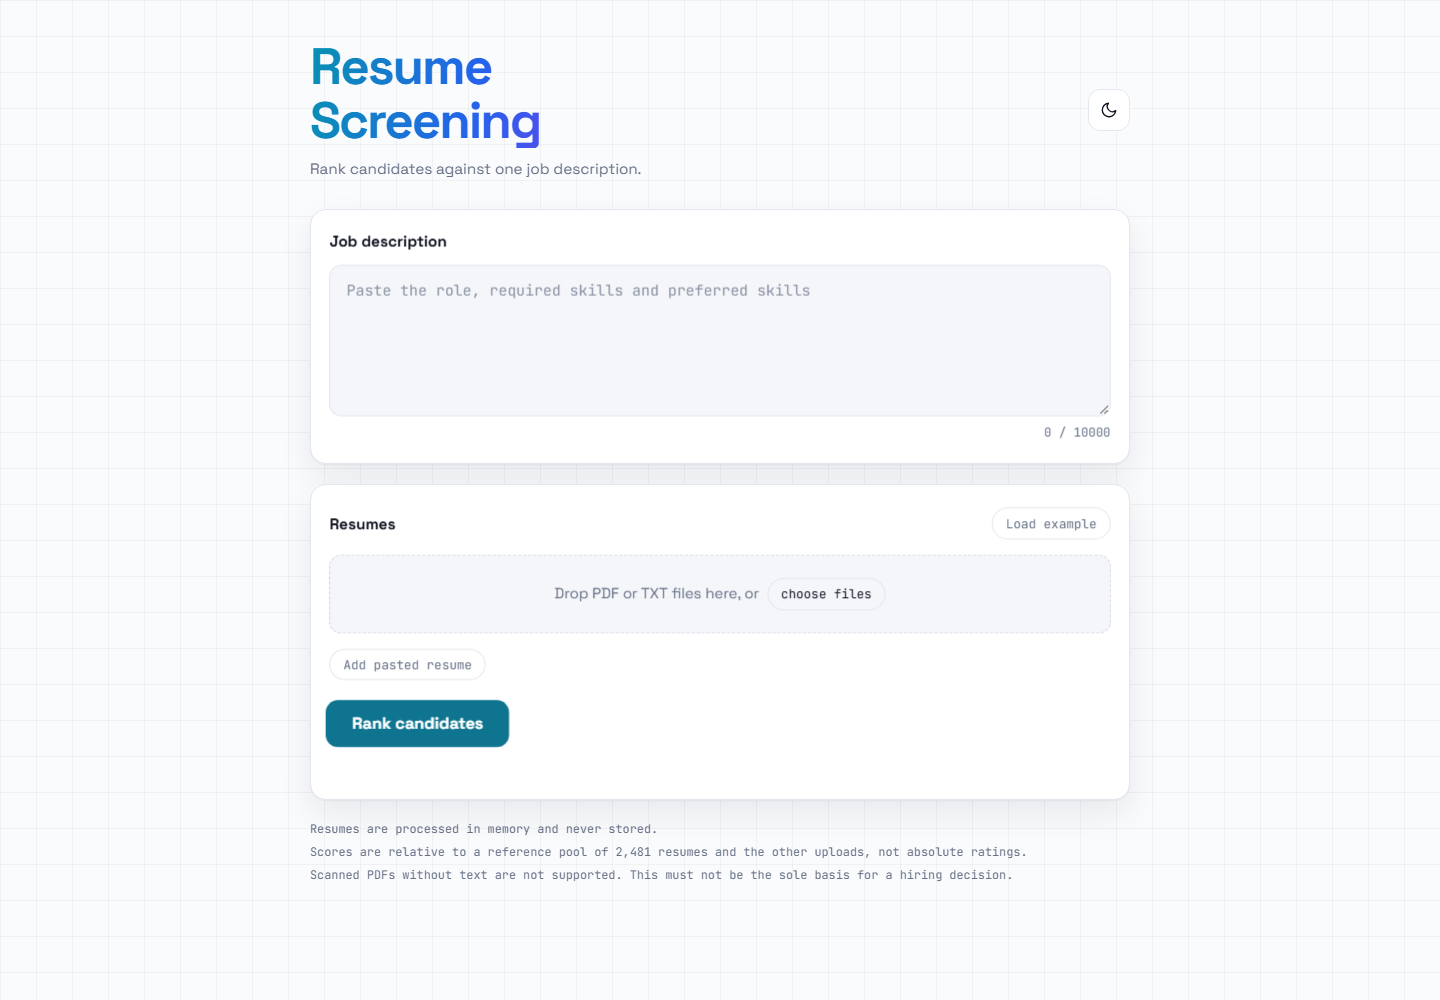 Resume
Screening
Rank candidates against one job description.
Job description
Paste the role, required skills and preferred skills
0 / 10000
Resumes
Load example
Drop PDF or TXT files here, or choose files
Add pasted resume
Rank candidates
Resumes are processed in memory and never stored.
Scores are relative to a reference pool of 2,481 resumes and the other uploads, not absolute ratings.
Scanned PDFs without text are not supported. This must not be the sole basis for a hiring decision.